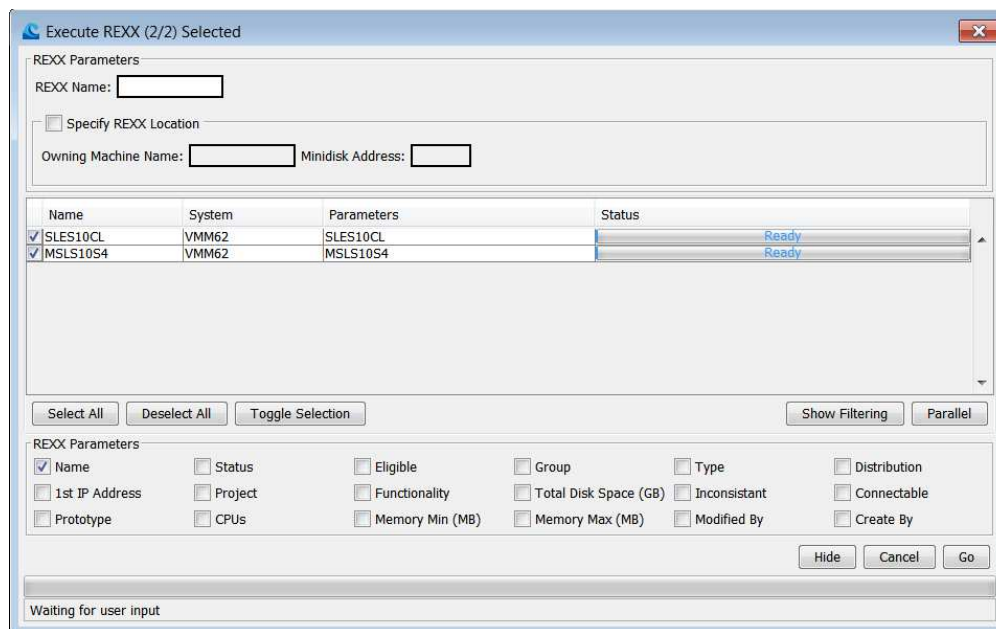 Execute REXX (2/2) Selected
REXX Parameters
REXX Name:
Specify REXX Location
Owning Machine Name: Minidisk Address:
Name System Parameters Status
SLES10CL VMM62 SLES10CL Ready
MSLS10S4 VMM62 MSLS10S4 Ready
Select All Deselect All Toggle Selection Show Filtering Parallel
REXX Parameters
Name Status Eligible Group Type Distribution
1st IP Address Project Functionality Total Disk Space (GB) Inconsistant Connectable
Prototype CPUs Memory Min (MB) Memory Max (MB) Modified By Create By
Hide Cancel Go
Waiting for user input